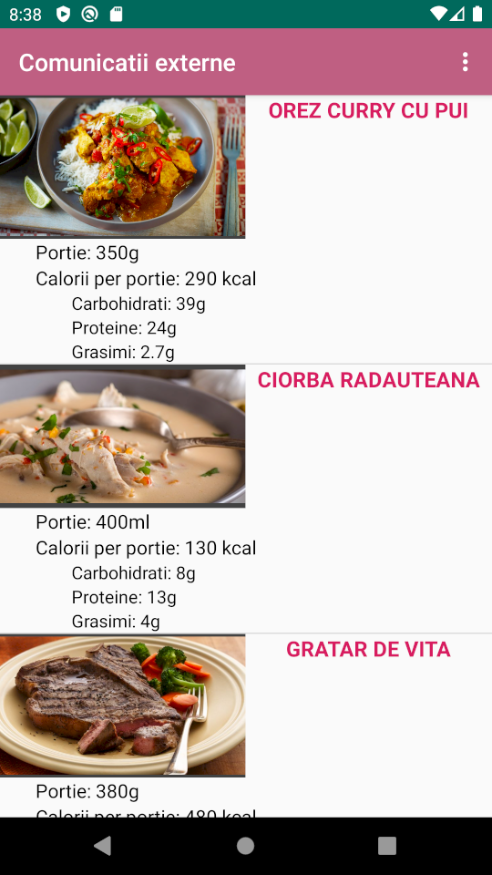 8:38
Comunicatii externe
OREZ CURRY CU PUI
Portie: 350g
Calorii per portie: 290 kcal
Carbohidrati: 39g
Proteine: 24g
Grasimi: 2.7g
CIORBA RADAUTEANA
Portie: 400ml
Calorii per portie: 130 kcal
Carbohidrati: 8g
Proteine: 13g
Grasimi: 4g
GRATAR DE VITA
Portie: 380g
Calorii per portie: 480 kcal